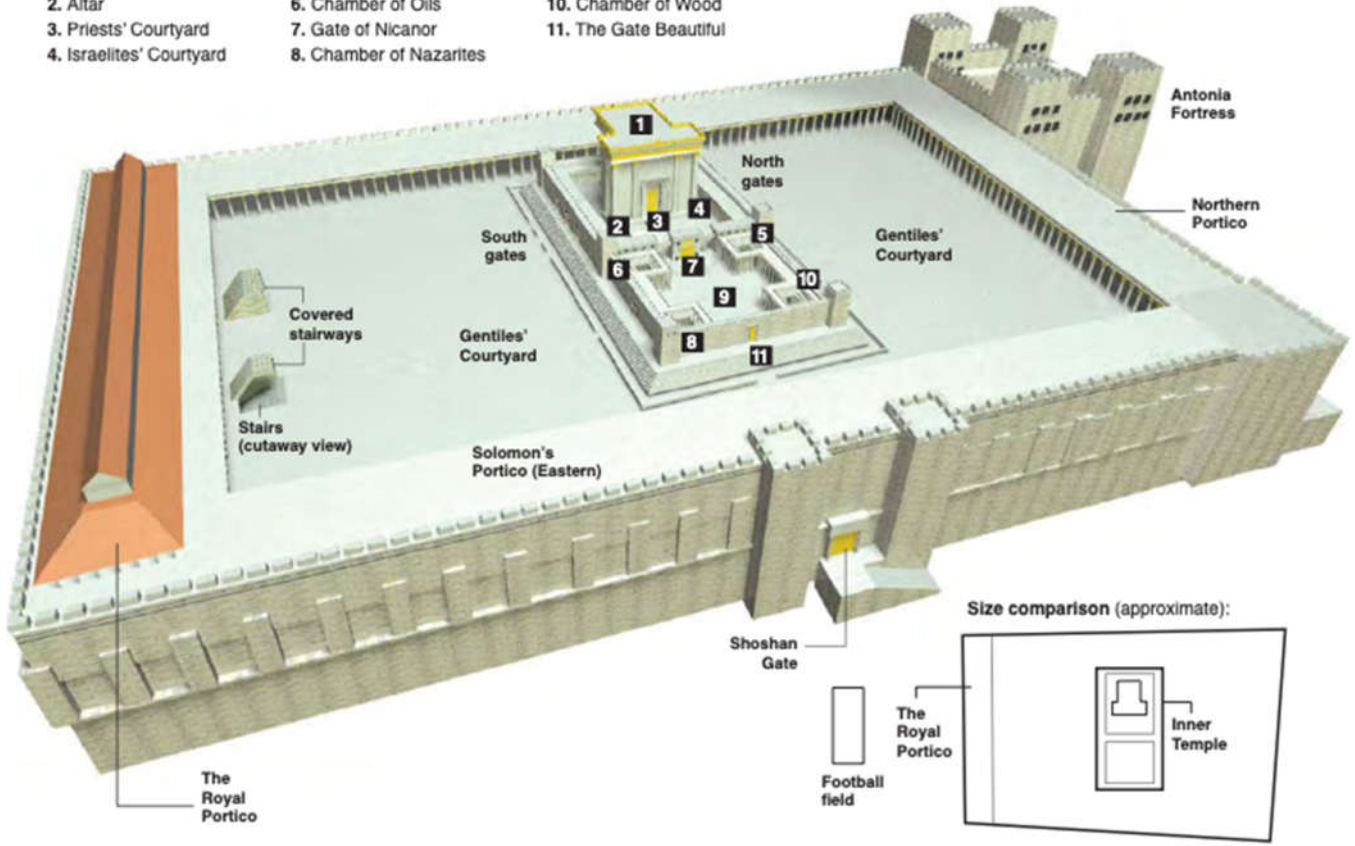 2. Altar
3. Priests' Courtyard
4. Israelites' Courtyard
6. Chamber of Oils
7. Gate of Nicanor
8. Chamber of Nazarites
10. Chamber of Wood
11. The Gate Beautiful
Antonia
Fortress
1
North
gates
Northern
Portico
4
3
2
5
South
gates
Gentiles'
Courtyard
6
7
10
9
Covered
stairways
Gentiles'
Courtyard
8
11
Stairs
(cutaway view)
Solomon's
Portico (Eastern)
Size comparison (approximate):
Shoshan
Gate
The
Royal
Portico
Inner
Temple
Football
field
The
Royal
Portico